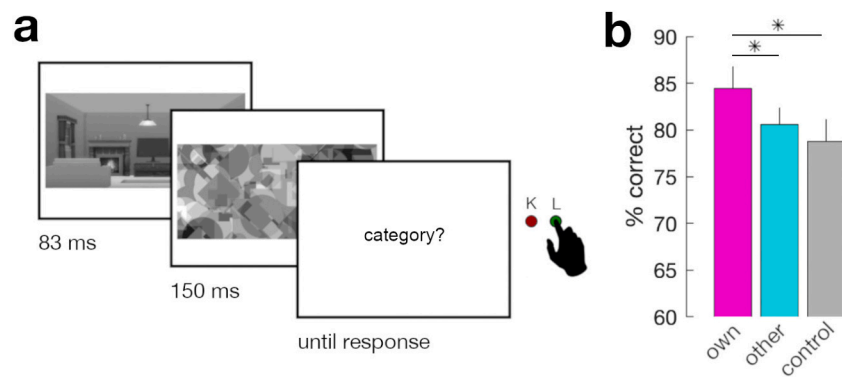 a
83 ms
150 ms
category?
until response
K L
b
% correct
90
85
80
75
70
65
60
*
*
own
other
control